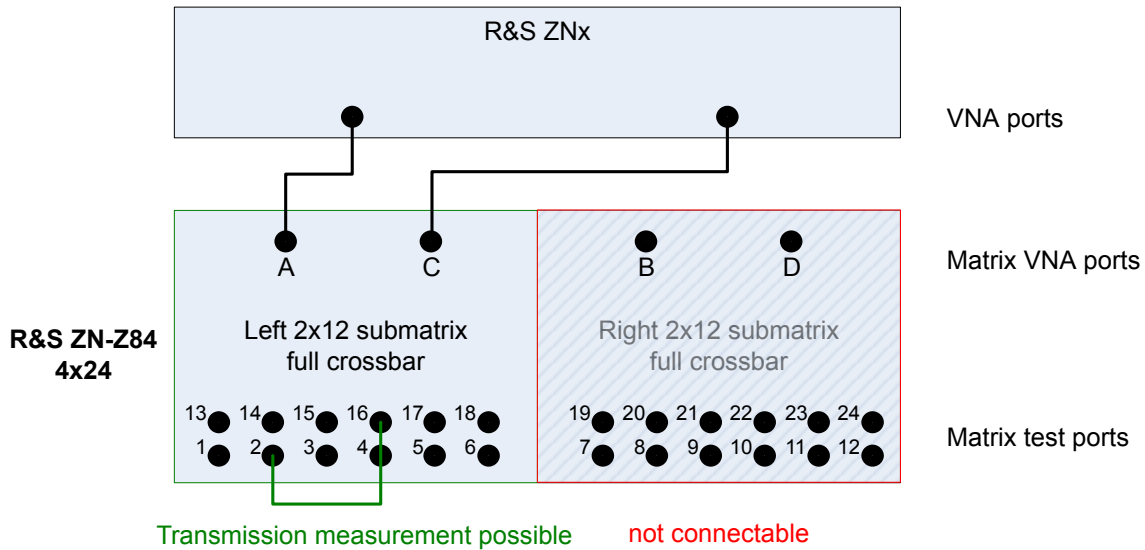 R&S ZNx
VNA ports
A C B D
Matrix VNA ports
R&S ZN-Z84
4x24
Left 2x12 submatrix
full crossbar
Right 2x12 submatrix
full crossbar
13 14 15 16 17 18 19 20 21 22 23 24
1 2 3 4 5 6 7 8 9 10 11 12
Matrix test ports
Transmission measurement possible
not connectable